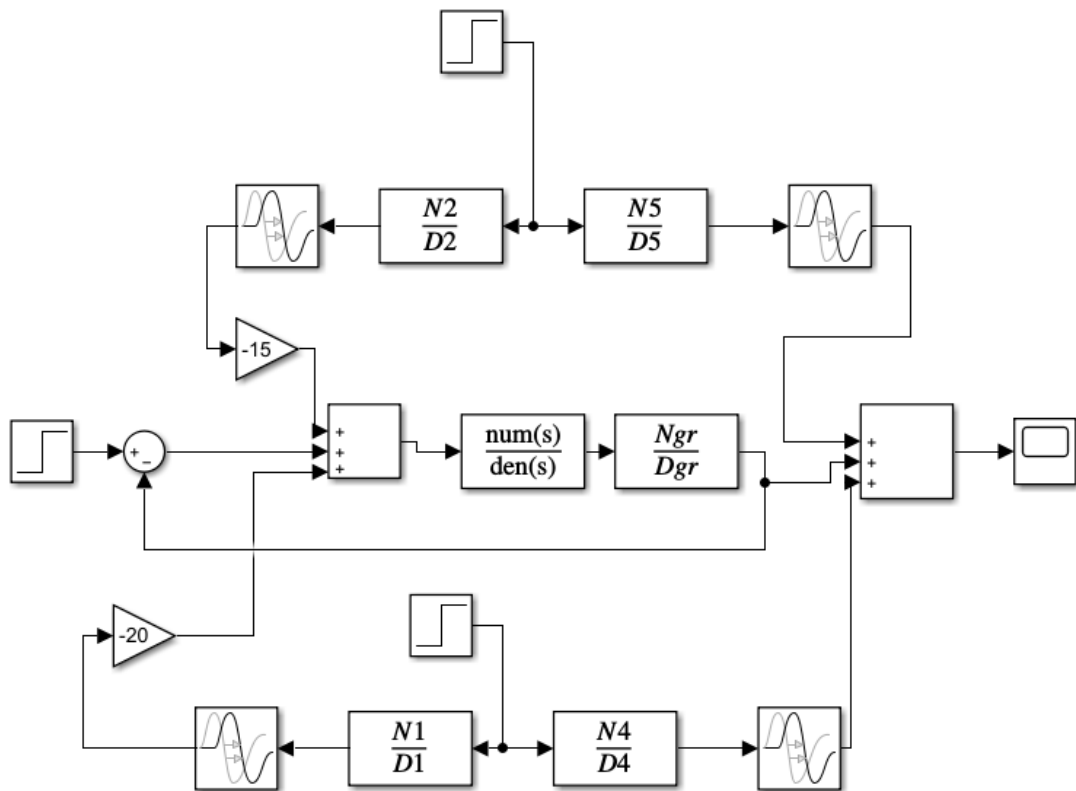 N2
D2
N5
D5
-15
+
+
+
+
−
num(s)
den(s)
Ngr
Dgr
+
+
+
-20
N1
D1
N4
D4